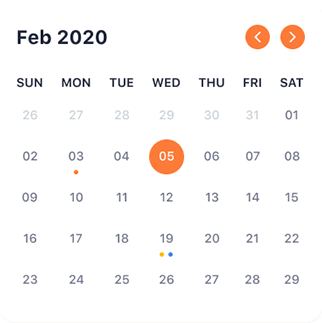 Feb 2020
SUN MON TUE WED THU FRI SAT
26 27 28 29 30 31 01
02 03 04 05 06 07 08
09 10 11 12 13 14 15
16 17 18 19 20 21 22
23 24 25 26 27 28 29